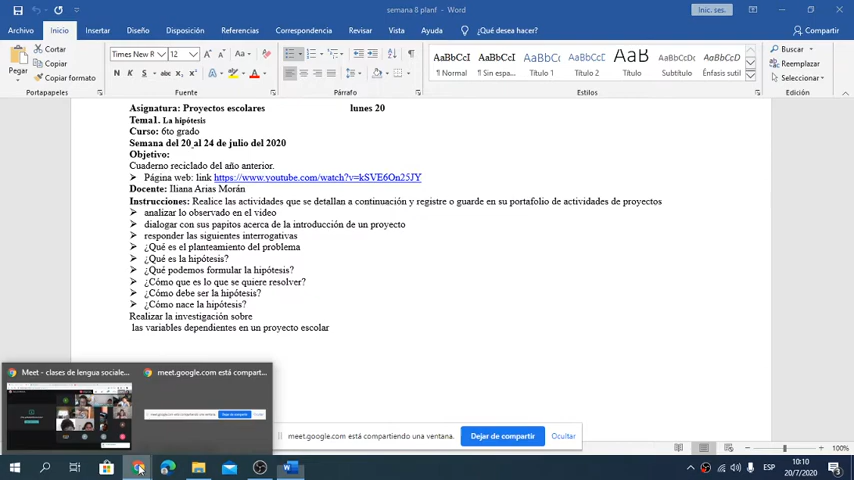 semana 8 planf - Word
Inic. ses.
Archivo Inicio Insertar Diseño Disposición Referencias Correspondencia Revisar Vista Ayuda ¿Qué desea hacer? Compartir
Pegar
Cortar
Copiar
Copiar formato
Times New R 12
AaBbCcI AaBbCcI AaBbC AaBbCc AaB AaBbCcD AaBbCcD
¶ Normal ¶ Sin espa... Título 1 Título 2 Título Subtítulo Énfasis sutil
Buscar
Reemplazar
Seleccionar
Portapapeles Fuente Párrafo Estilos Edición
Asignatura: Proyectos escolares lunes 20
Tema1. La hipótesis
Curso: 6to grado
Semana del 20 al 24 de julio del 2020
Objetivo:
Cuaderno reciclado del año anterior.
➢ Página web: link https://www.youtube.com/watch?v=kSVE6On25JY
Docente: Iliana Arias Morán
Instrucciones: Realice las actividades que se detallan a continuación y registre o guarde en su portafolio de actividades de proyectos
➢ analizar lo observado en el video
➢ dialogar con sus papitos acerca de la introducción de un proyecto
➢ responder las siguientes interrogativas
➢ ¿Qué es el planteamiento del problema
➢ ¿Qué es la hipótesis?
➢ ¿Qué podemos formular la hipótesis?
➢ ¿Cómo que es lo que se quiere resolver?
➢ ¿Cómo debe ser la hipótesis?
➢ ¿Cómo nace la hipótesis?
Realizar la investigación sobre
las variables dependientes en un proyecto escolar
Meet - clases de lengua sociale... meet.google.com está compart...
meet.google.com está compartiendo una ventana. Dejar de compartir Ocultar
100%
ESP
10:10
20/7/2020